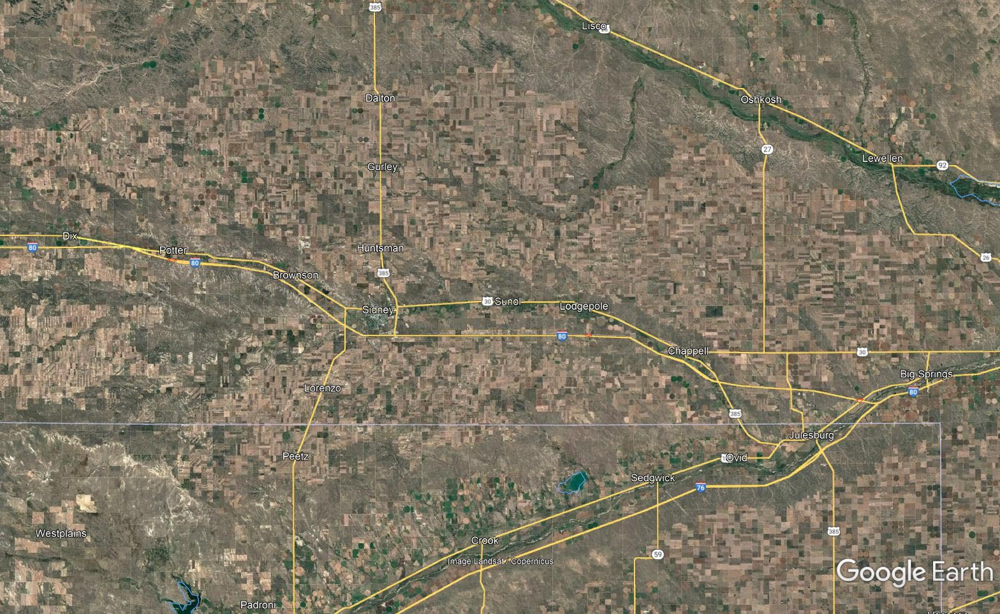 385
Lisco
26
Dalton
Oshkosh
27
Gurley
Lewellen
92
Dix
80
Potter
80
Huntsman
26
385
Brownson
30
Sunol
Lodgepole
Sidney
80
Chappell
30
Big Springs
80
Lorenzo
385
Julesburg
Peetz
Ovid
Sedgwick
76
Westplains
385
Crook
59
Image Landsat / Copernicus
Google Earth
Padroni